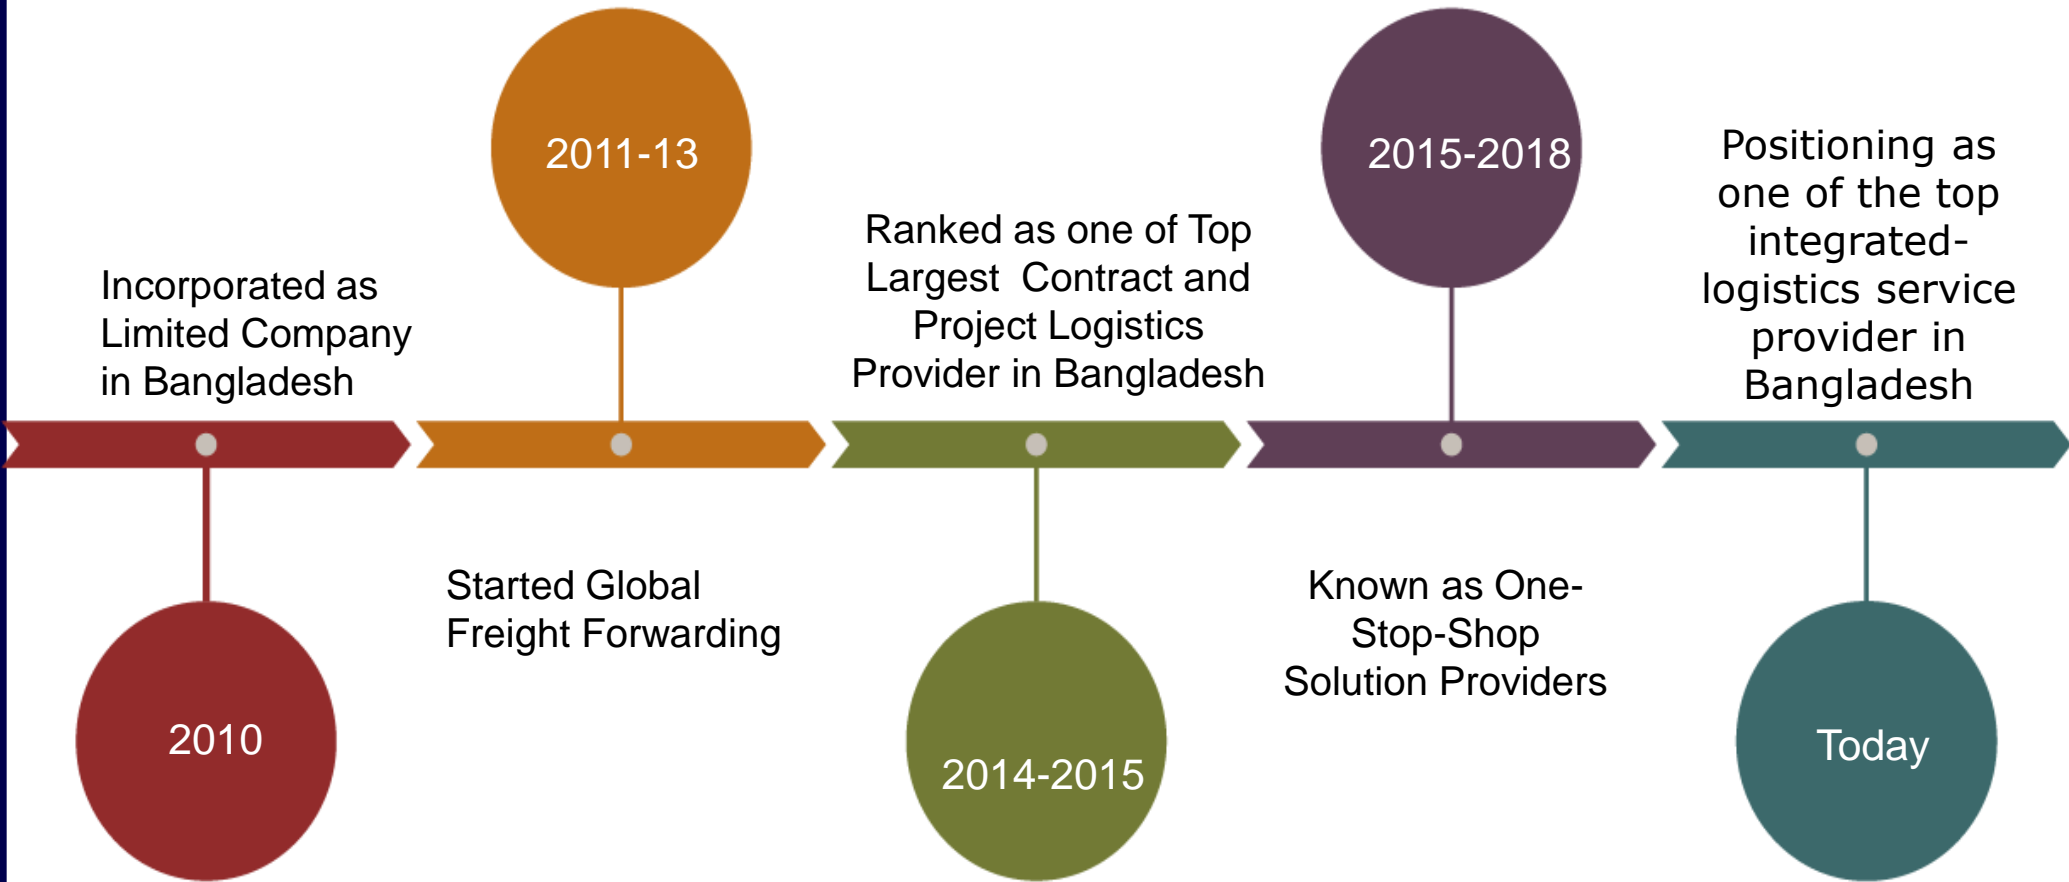 2010
Incorporated as
Limited Company
in Bangladesh
2011-13
Started Global
Freight Forwarding
2014-2015
Ranked as one of Top
Largest  Contract and
Project Logistics
Provider in Bangladesh
2015-2018
Known as One-
Stop-Shop
Solution Providers
Today
Positioning as
one of the top
integrated-
logistics service
provider in
Bangladesh